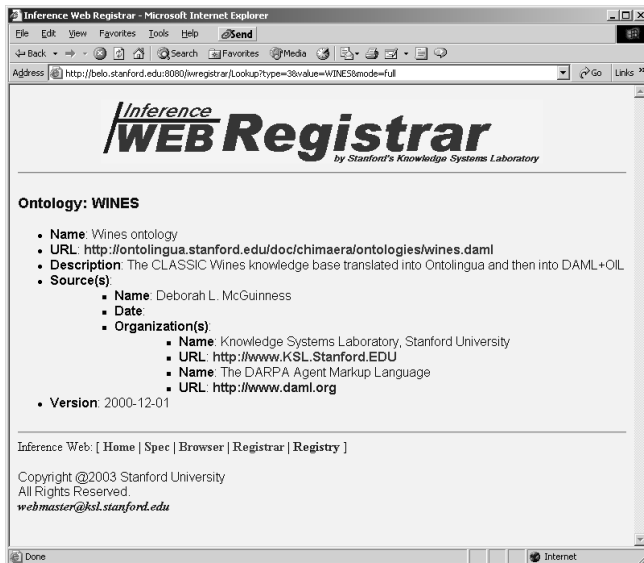 Inference Web Registrar - Microsoft Internet Explorer
File Edit View Favorites Tools Help Send
Back Search Favorites Media
Address http://belo.stanford.edu:8080/iwregistrar/Lookup?type=3&value=WINES&mode=full Go Links »
Inference
WEB Registrar
by Stanford's Knowledge Systems Laboratory
Ontology: WINES
Name: Wines ontology
URL: http://ontolingua.stanford.edu/doc/chimaera/ontologies/wines.daml
Description: The CLASSIC Wines knowledge base translated into Ontolingua and then into DAML+OIL
Source(s):
Name: Deborah L. McGuinness
Date:
Organization(s):
Name: Knowledge Systems Laboratory, Stanford University
URL: http://www.KSL.Stanford.EDU
Name: The DARPA Agent Markup Language
URL: http://www.daml.org
Version: 2000-12-01
Inference Web: [ Home | Spec | Browser | Registrar | Registry ]
Copyright @2003 Stanford University
All Rights Reserved.
webmaster@ksl.stanford.edu
Done Internet